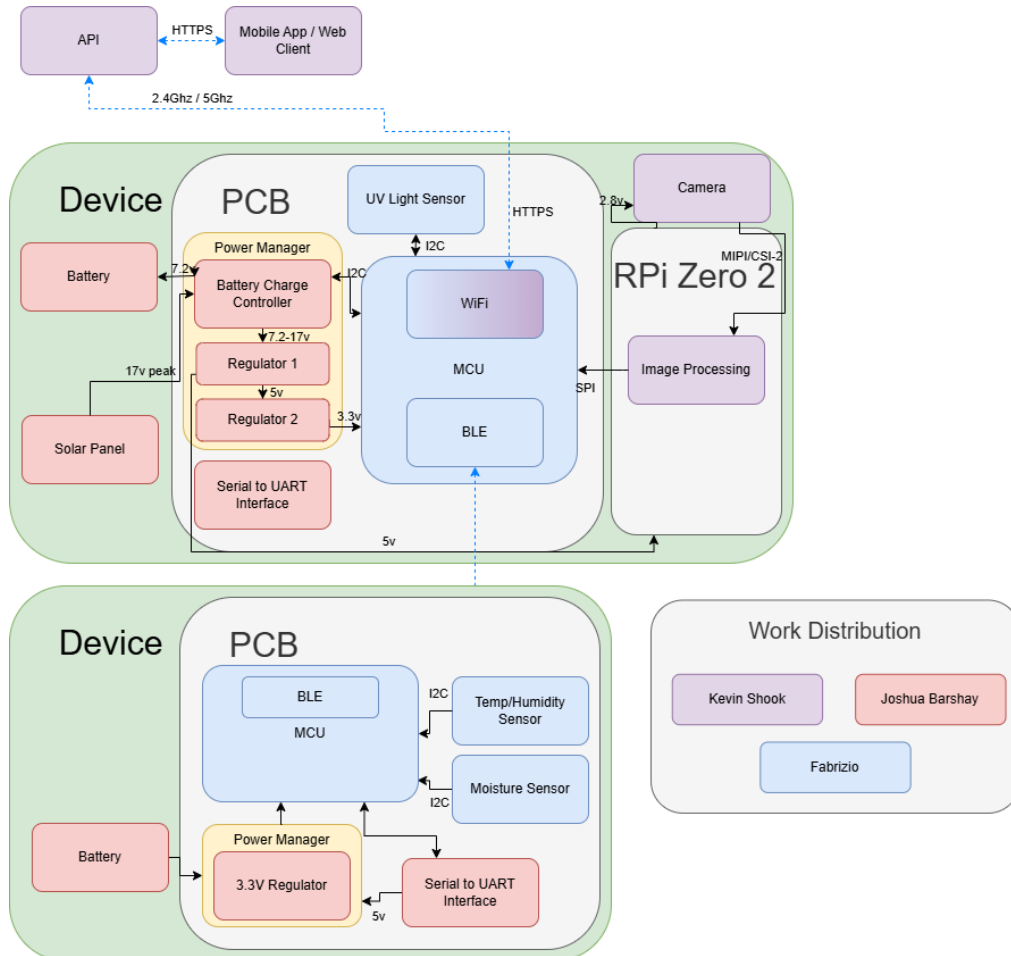 API
HTTPS
Mobile App / Web
Client
2.4Ghz / 5Ghz
Device
PCB
UV Light Sensor
Camera
2.8v
HTTPS
I2C
MIPI/CSI-2
RPi Zero 2
Power Manager
Battery
7.2v
Battery Charge
Controller
I2C
WiFi
7.2-17v
Regulator 1
17v peak
MCU
Image Processing
SPI
5v
Regulator 2
3.3v
BLE
Solar Panel
Serial to UART
Interface
5v
Device
PCB
BLE
MCU
I2C
Temp/Humidity
Sensor
Moisture Sensor
I2C
Power Manager
Battery
3.3V Regulator
5v
Serial to UART
Interface
Work Distribution
Kevin Shook
Joshua Barshay
Fabrizio